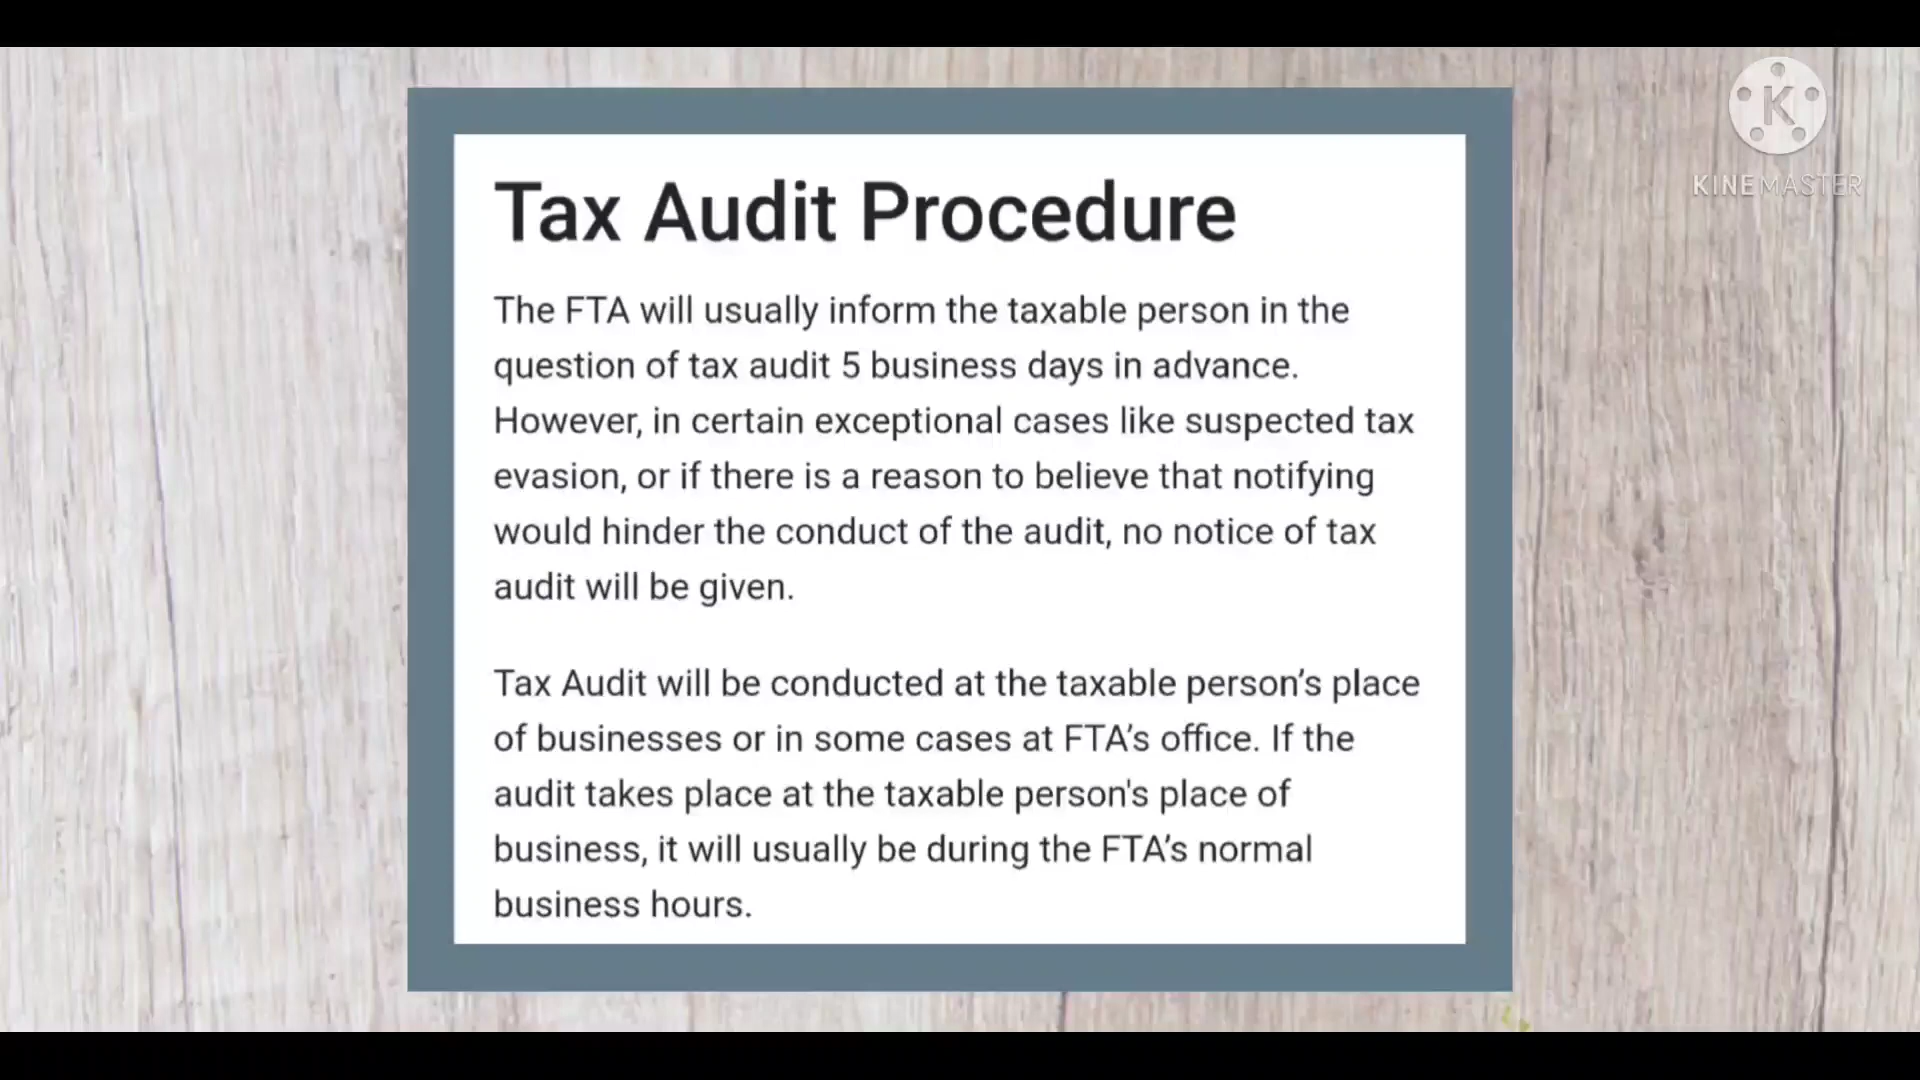 Tax Audit Procedure
The FTA will usually inform the taxable person in the
question of tax audit 5 business days in advance.
However, in certain exceptional cases like suspected tax
evasion, or if there is a reason to believe that notifying
would hinder the conduct of the audit, no notice of tax
audit will be given.
Tax Audit will be conducted at the taxable person’s place
of businesses or in some cases at FTA’s office. If the
audit takes place at the taxable person's place of
business, it will usually be during the FTA’s normal
business hours.
K
KINEMASTER